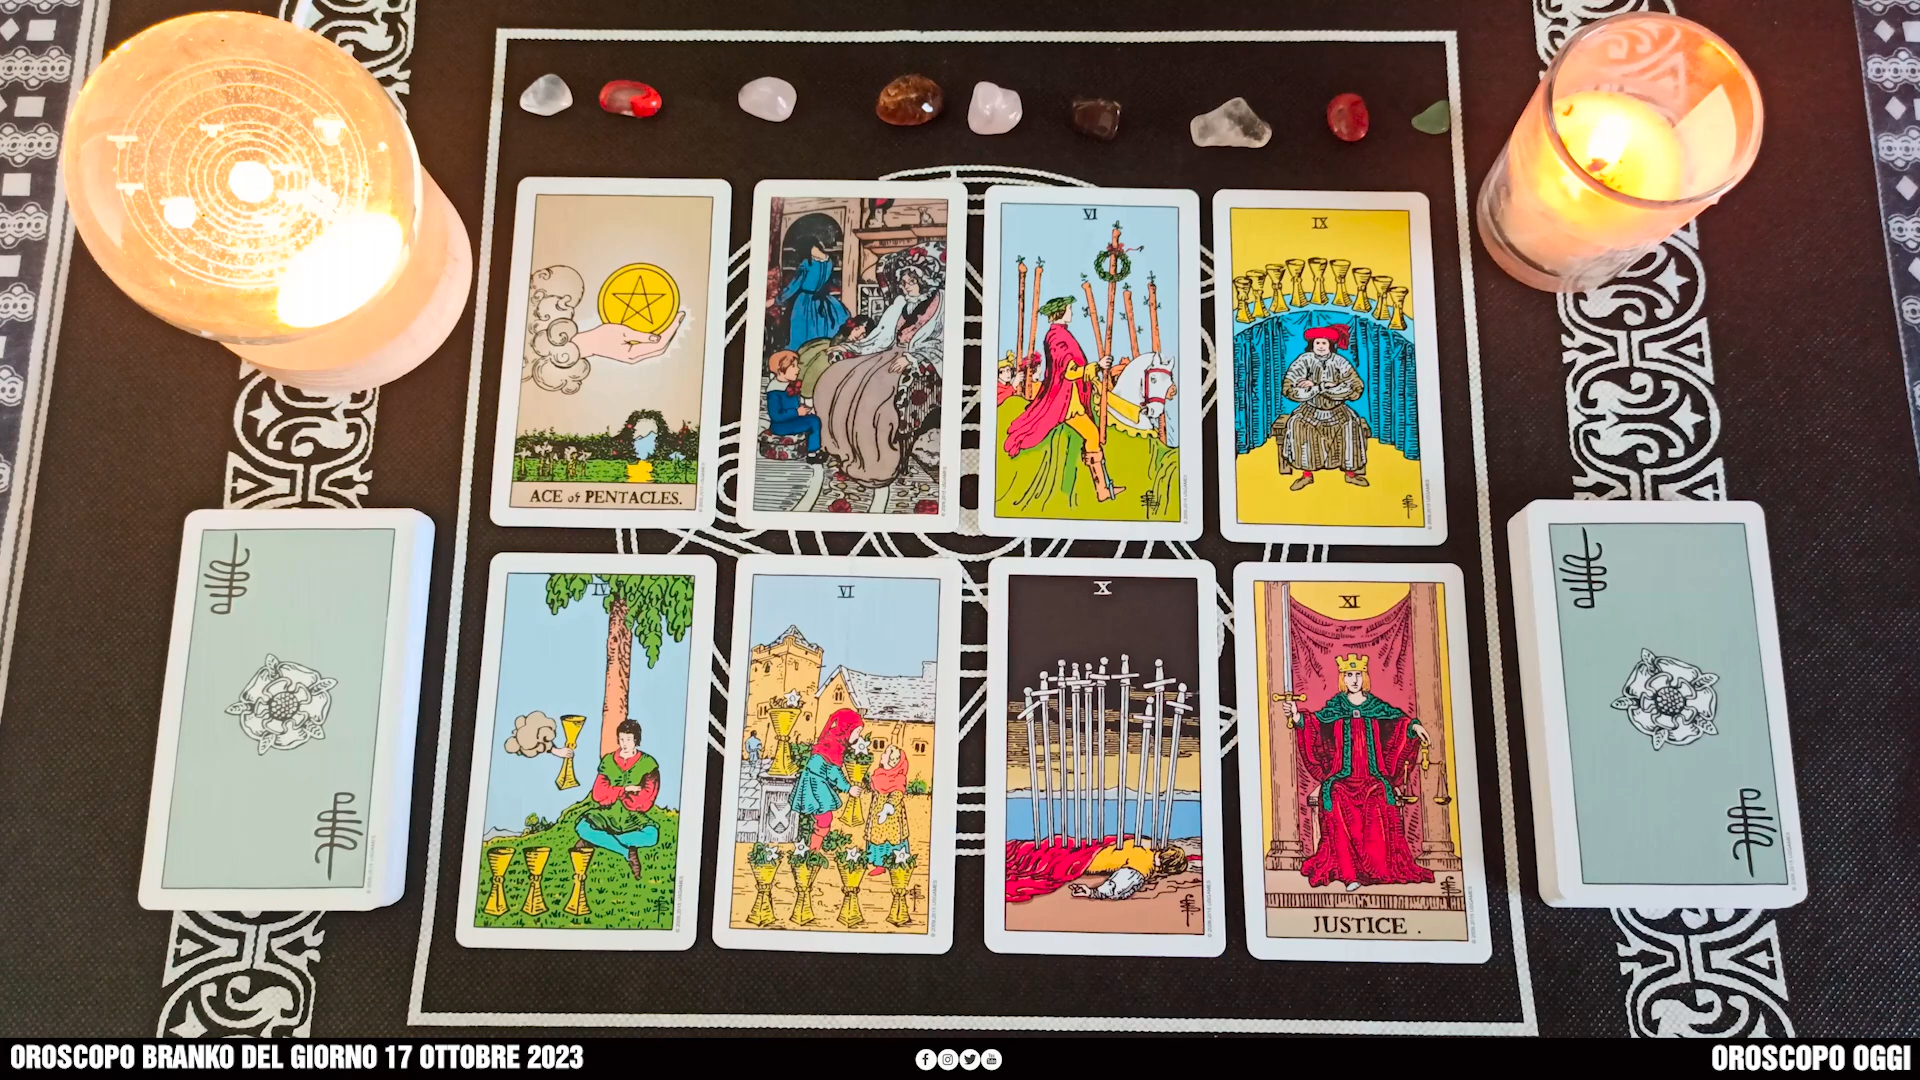 VI
IX
ACE of PENTACLES.
IV
VI
X
XI
JUSTICE .
OROSCOPO BRANKO DEL GIORNO 17 OTTOBRE 2023
OROSCOPO OGGI